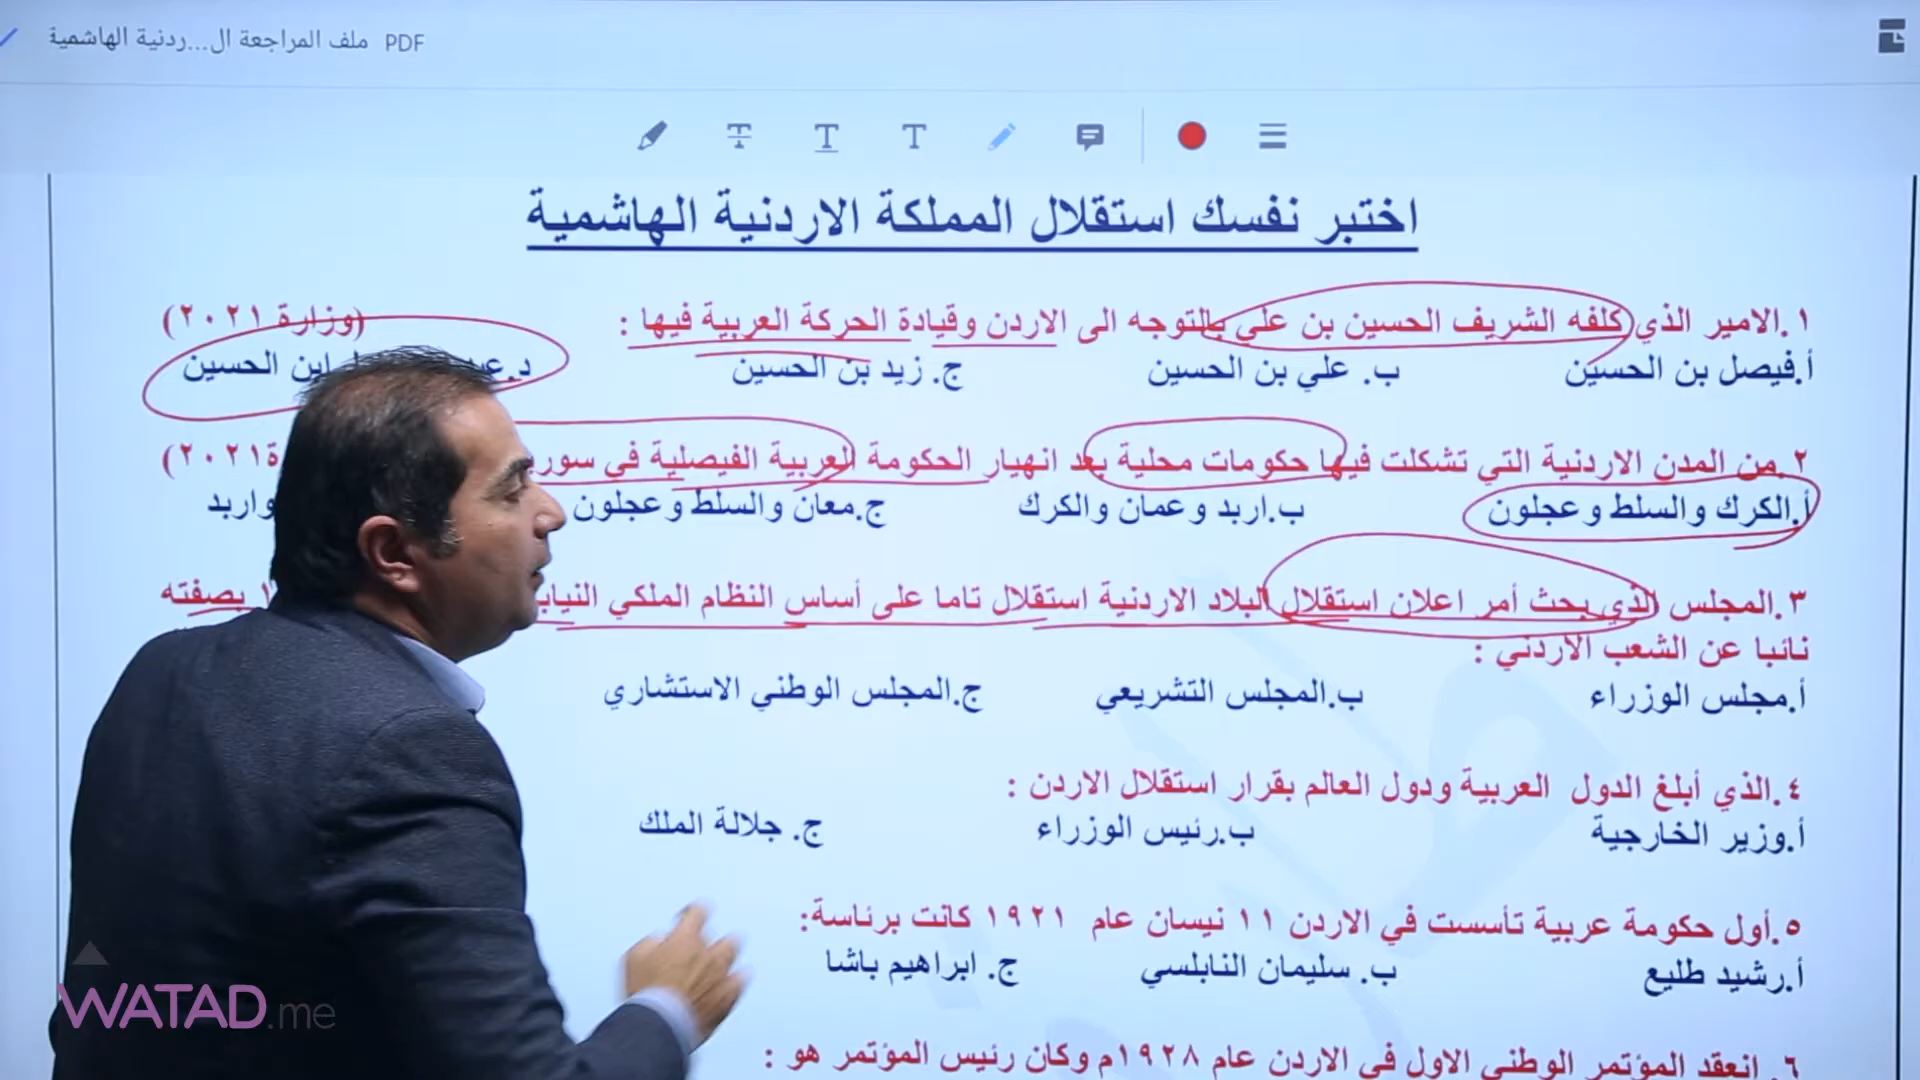 ملف المراجعة ال...ردنية الهاشمية PDF
اختبر نفسك استقلال المملكة الاردنية الهاشمية
١.الامير الذي كلفه الشريف الحسين بن علي بالتوجه الى الاردن وقيادة الحركة العربية فيها : (وزارة ٢٠٢١)
أ.فيصل بن الحسين ب. علي بن الحسين ج. زيد بن الحسين ابن الحسين
٢.من المدن الاردنية التي تشكلت فيها حكومات محلية بعد انهيار الحكومة العربية الفيصلية في ٢٠٢١)
أ.الكرك والسلط وعجلون ب.اربد وعمان والكرك ج.معان والسلط وعجلون واربد
٣.المجلس الذي بحث أمر اعلان استقلال البلاد الاردنية استقلال تاما على أساس النظام الملكي بصفته
نائبا عن الشعب الاردني :
أ.مجلس الوزراء ب.المجلس التشريعي ج.المجلس الوطني الاستشاري
٤.الذي أبلغ الدول العربية ودول العالم بقرار استقلال الاردن :
أ.وزير الخارجية ب.رئيس الوزراء ج. جلالة الملك
٥.أول حكومة عربية تأسست في الاردن ١١ نيسان عام ١٩٢١ كانت برئاسة:
أ.رشيد طليع ب. سليمان النابلسي ج. ابراهيم باشا
٦. انعقد المؤتمر الوطني الاول في الاردن عام ١٩٢٨م وكان رئيس المؤتمر هو :
WATAD.me